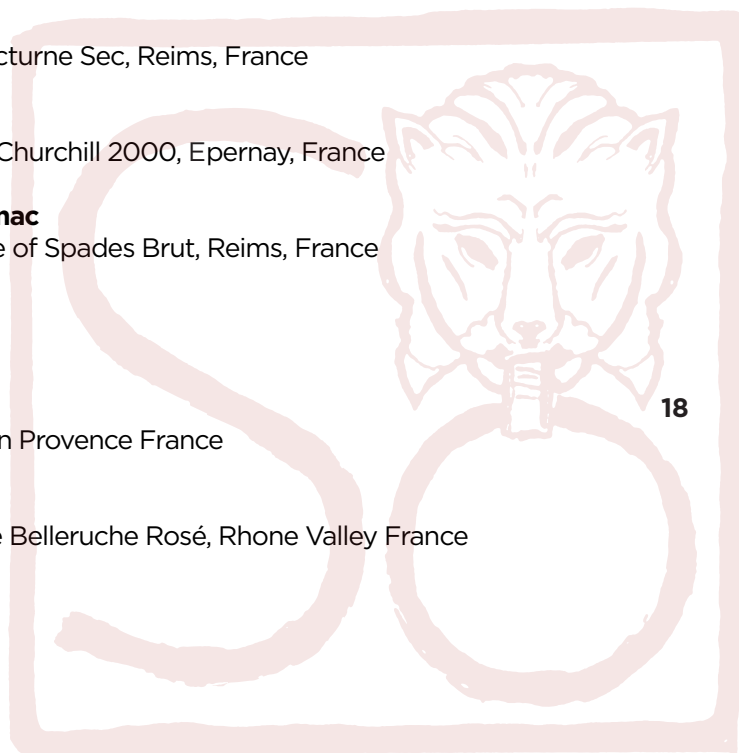 cturne Sec, Reims, France
Churchill 2000, Epernay, France
nac
e of Spades Brut, Reims, France
18
n Provence France
e Belleruche Rosé, Rhone Valley France
SO